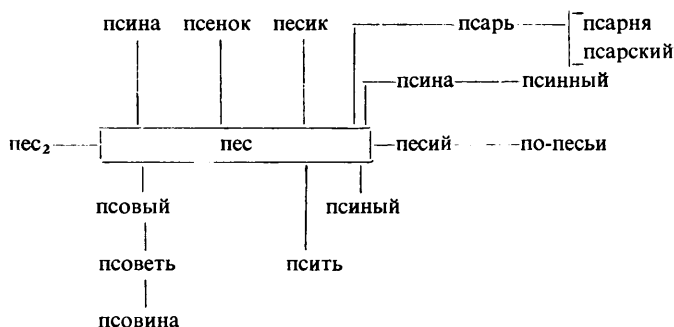 псина псенок песик псарь псарня
псарский
псина псинный
пес₂ пес песий по-песьи
псовый псиный
псоветь псить
псовина